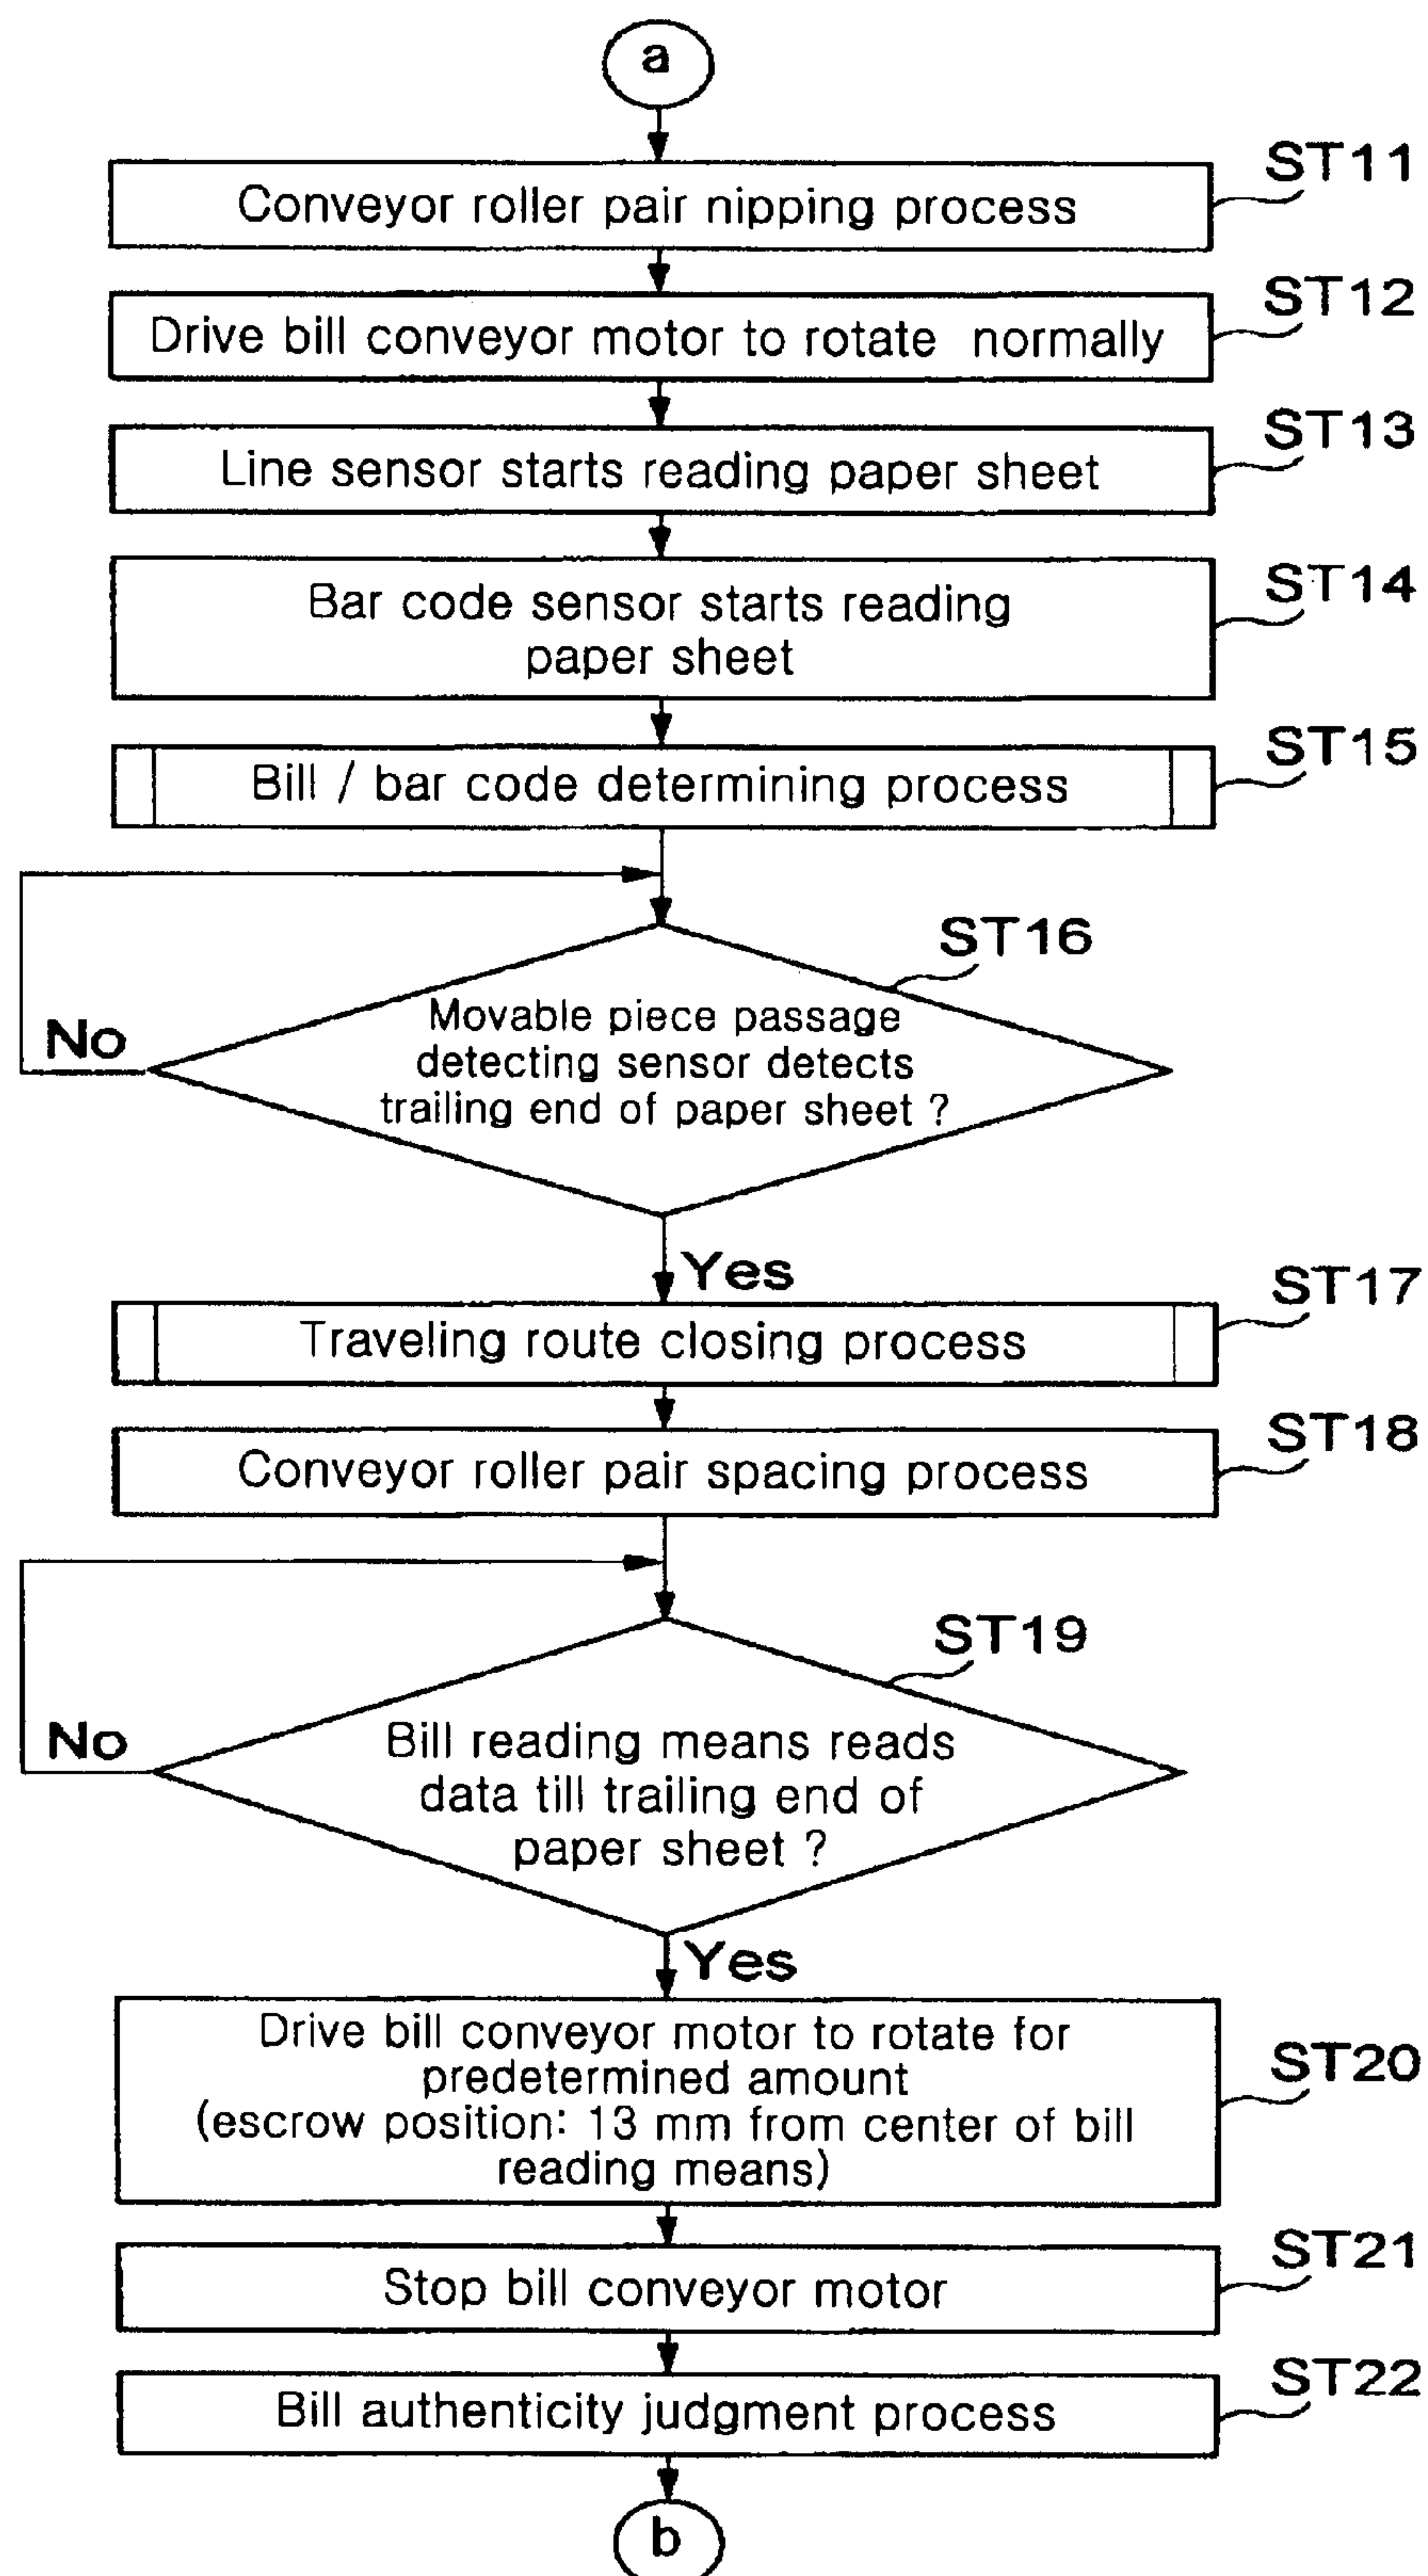 a
ST11
Conveyor roller pair nipping process
ST12
Drive bill conveyor motor to rotate normally
ST13
Line sensor starts reading paper sheet
ST14
Bar code sensor starts reading
paper sheet
ST15
Bill / bar code determining process
ST16
Movable piece passage
detecting sensor detects
trailing end of paper sheet ?
No
Yes
ST17
Traveling route closing process
ST18
Conveyor roller pair spacing process
ST19
Bill reading means reads
data till trailing end of
paper sheet ?
No
Yes
ST20
Drive bill conveyor motor to rotate for
predetermined amount
(escrow position: 13 mm from center of bill
reading means)
ST21
Stop bill conveyor motor
ST22
Bill authenticity judgment process
b